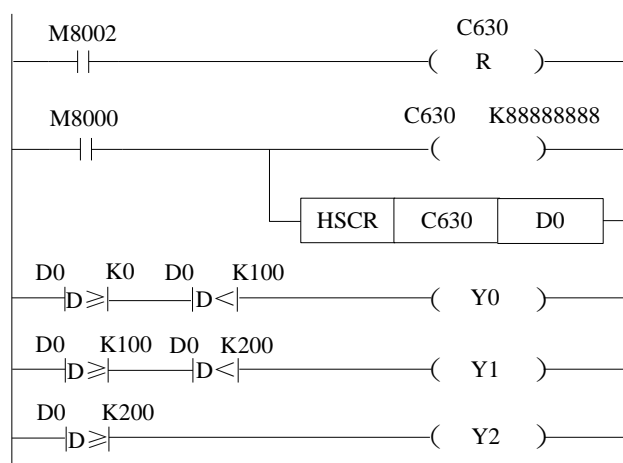 M8002 C630
R
M8000 C630 K88888888
HSCR C630 D0
D0 K0 D0 K100
D≥ D< Y0
D0 K100 D0 K200
D≥ D< Y1
D0 K200
D≥ Y2